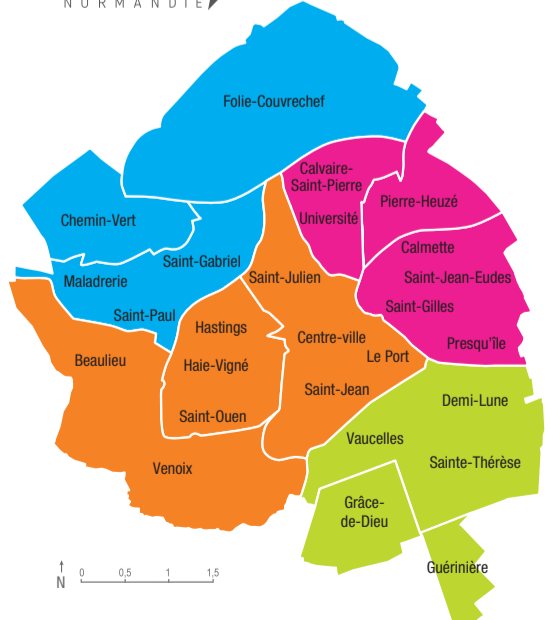 NORMANDIE
Folie-Couvrechef
Calvaire-
Saint-Pierre
Université
Pierre-Heuzé
Chemin-Vert
Calmette
Saint-Gabriel
Saint-Julien
Saint-Jean-Eudes
Maladrerie
Saint-Gilles
Saint-Paul
Hastings
Centre-ville
Presqu'île
Beaulieu
Haie-Vigné
Le Port
Saint-Jean
Demi-Lune
Saint-Ouen
Vaucelles
Sainte-Thérèse
Venoix
Grâce-
de-Dieu
Guérinière
N
0 0,5 1 1,5